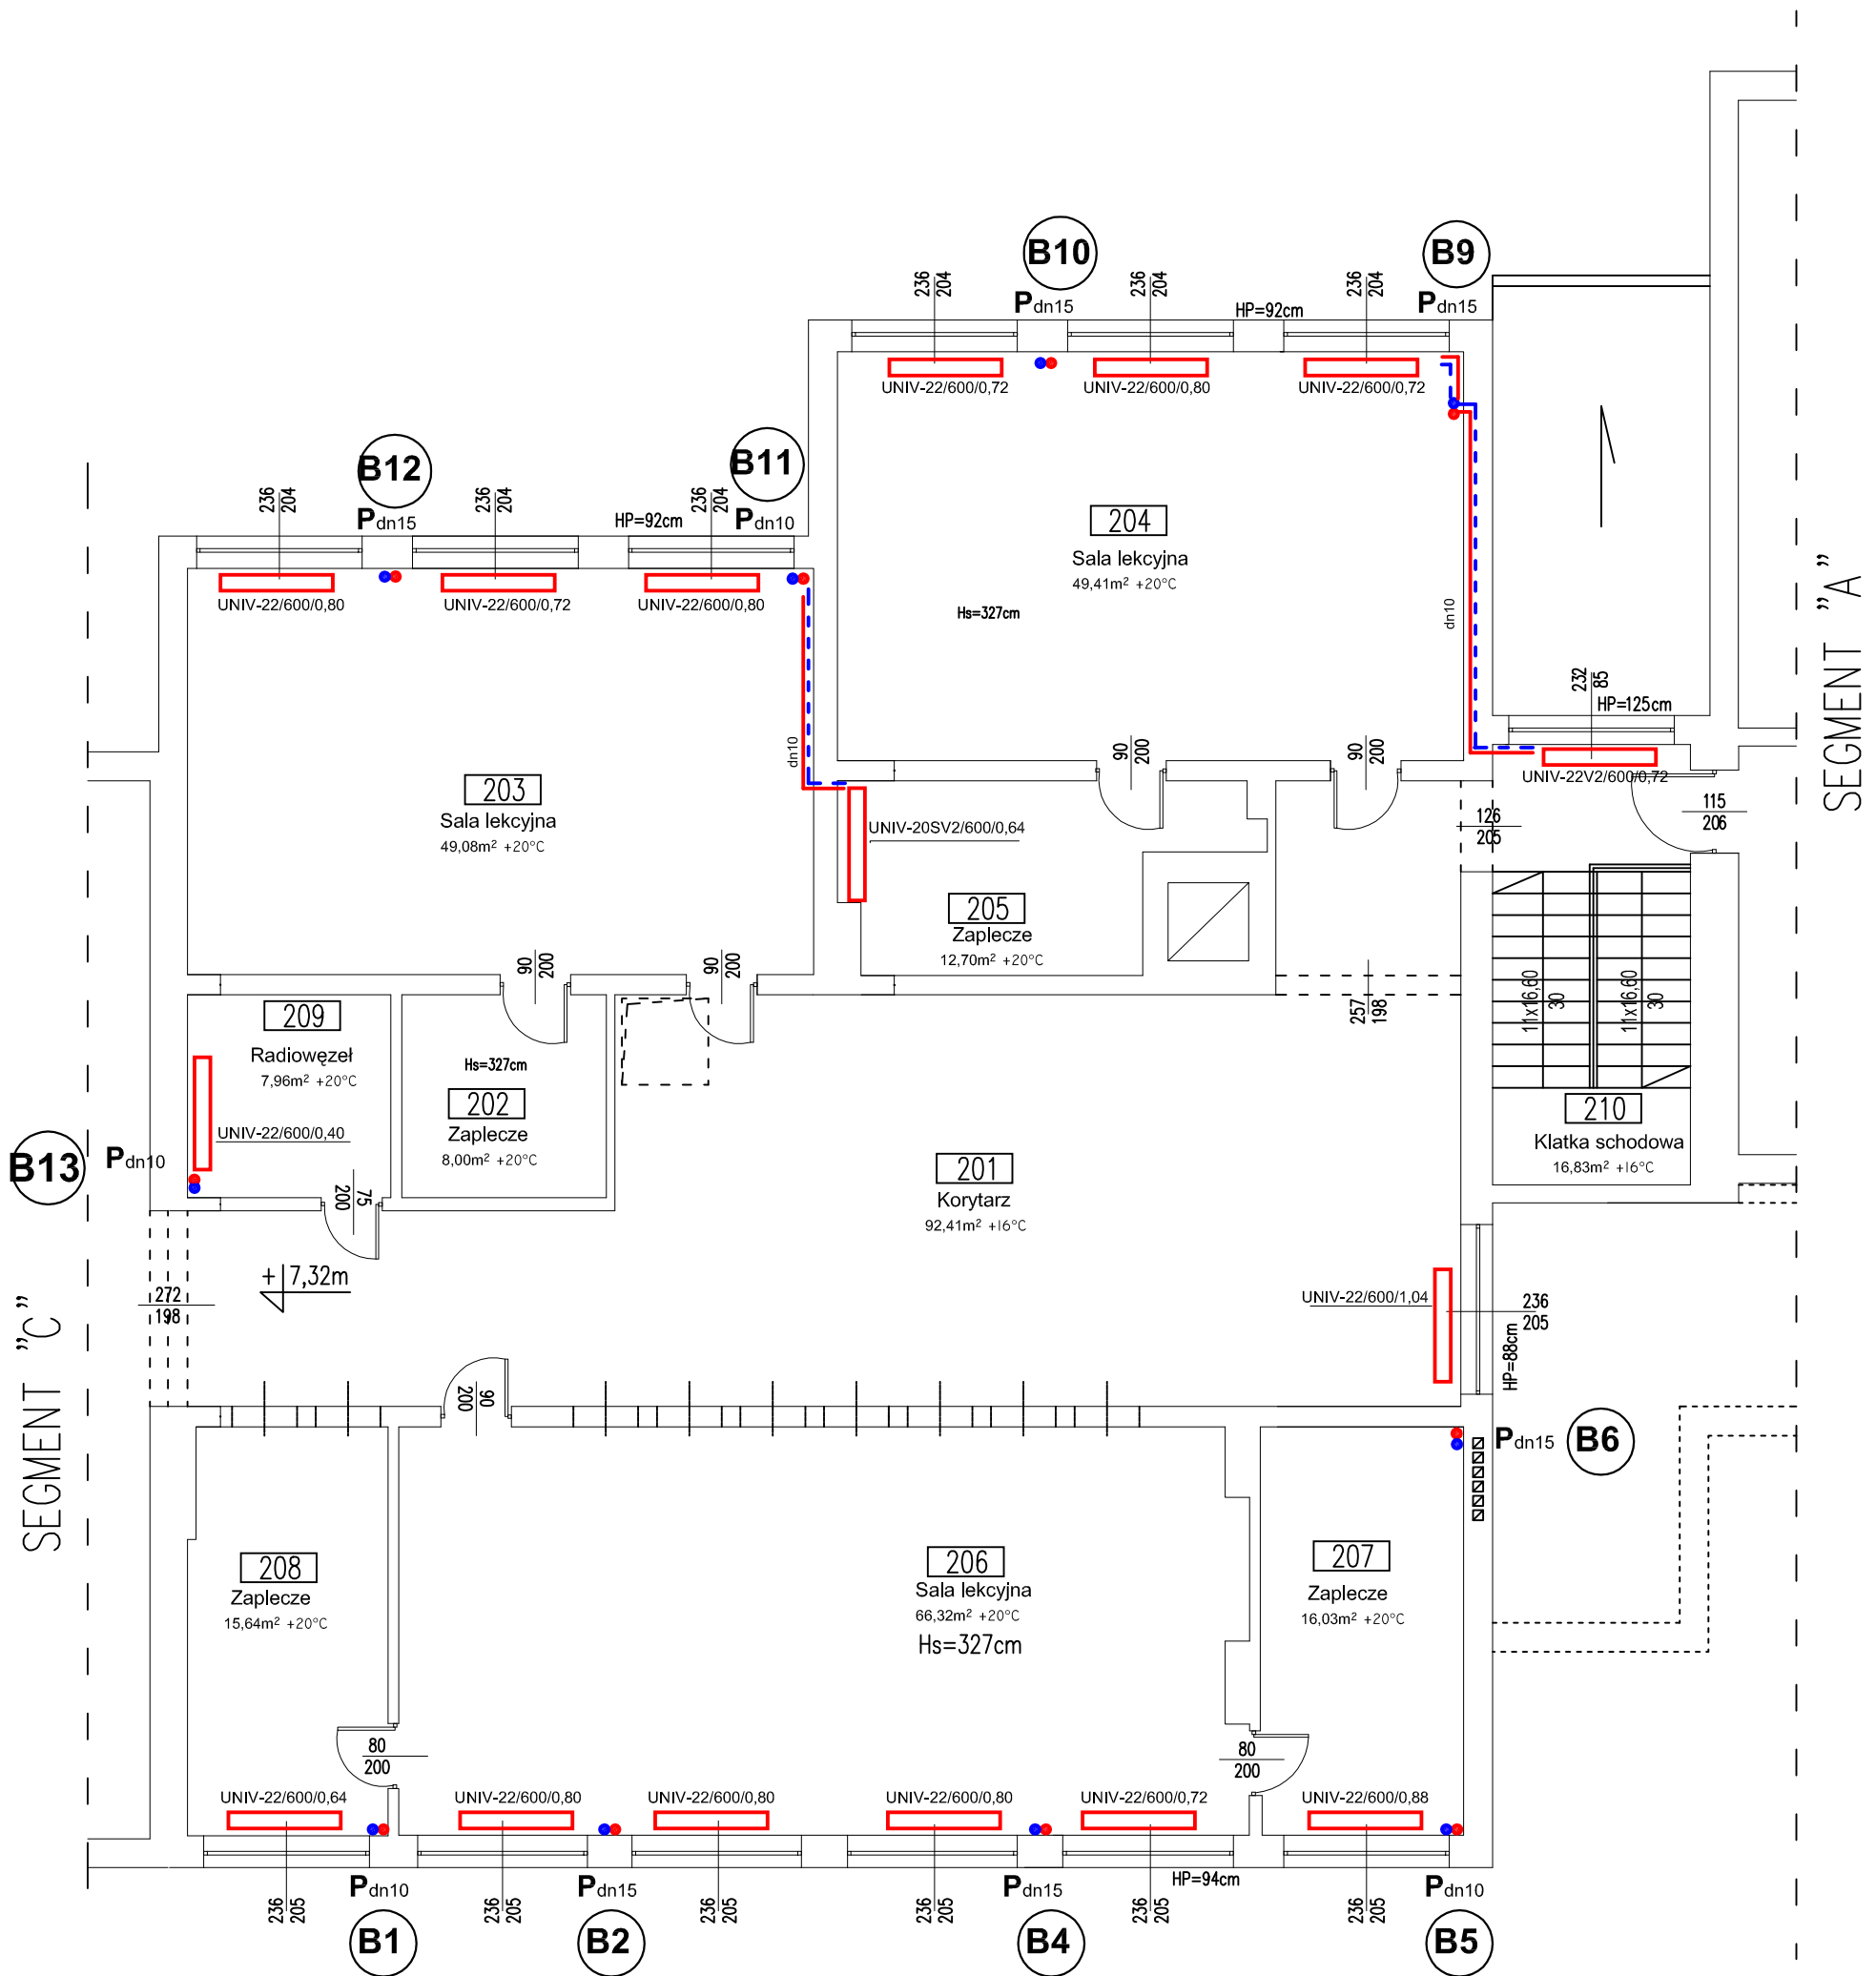 B10
B9
236
204
Pdn15
236
204
HP=92cm
236
204
Pdn15
UNIV-22/600/0,72
UNIV-22/600/0,80
UNIV-22/600/0,72
B12
B11
236
204
Pdn15
236
204
HP=92cm
236
204
Pdn10
UNIV-22/600/0,80
UNIV-22/600/0,72
UNIV-22/600/0,80
204
Sala lekcyjna
49,41m² +20°C
Hs=327cm
dn10
SEGMENT "A"
232
85
HP=125cm
UNIV-22V2/600/0,72
115
206
126
205
90
200
90
200
dn10
203
Sala lekcyjna
49,08m² +20°C
UNIV-20SV2/600/0,64
205
Zaplecze
12,70m² +20°C
90
200
90
200
257
198
11x16,60
30
11x16,60
30
209
Radiowęzeł
7,96m² +20°C
UNIV-22/600/0,40
Hs=327cm
202
Zaplecze
8,00m² +20°C
210
Klatka schodowa
16,83m² +16°C
B13
Pdn10
75
200
201
Korytarz
92,41m² +16°C
+7,32m
272
198
SEGMENT "C"
UNIV-22/600/1,04
236
205
HP=88cm
90
200
Pdn15
B6
208
Zaplecze
15,64m² +20°C
206
Sala lekcyjna
66,32m² +20°C
Hs=327cm
207
Zaplecze
16,03m² +20°C
80
200
80
200
UNIV-22/600/0,64
UNIV-22/600/0,80
UNIV-22/600/0,80
UNIV-22/600/0,80
UNIV-22/600/0,72
UNIV-22/600/0,88
236
205
Pdn10
236
205
Pdn15
236
205
236
205
Pdn15
236
205
HP=94cm
236
205
Pdn10
B1
B2
B4
B5